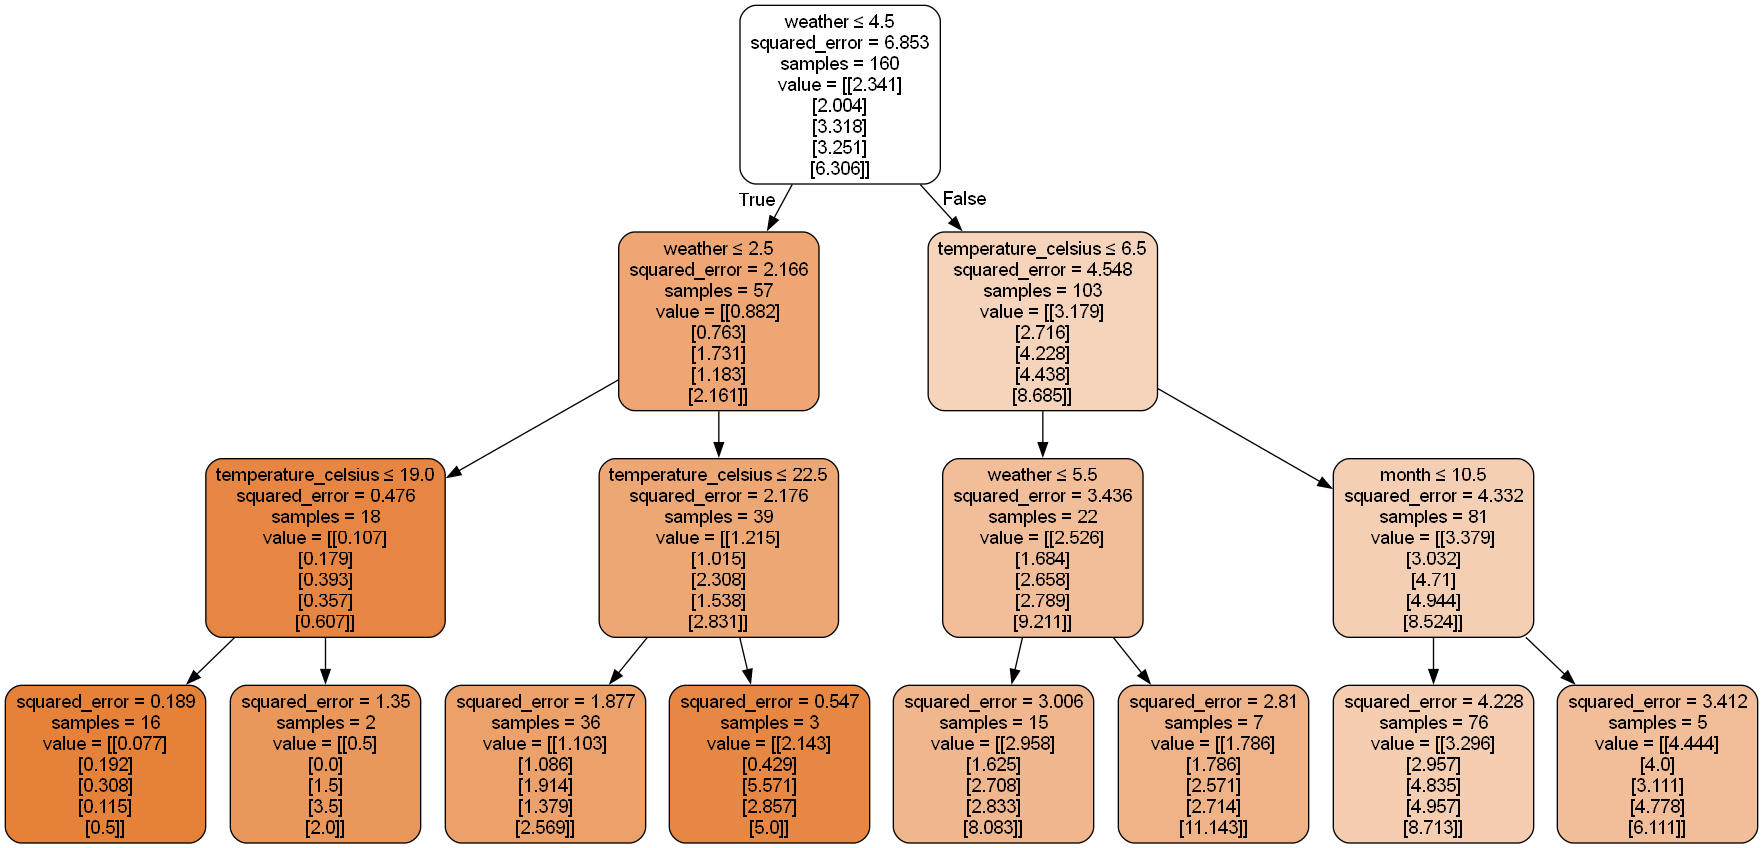 weather ≤ 4.5
squared_error = 6.853
samples = 160
value = [[2.341]
[2.004]
[3.318]
[3.251]
[6.306]]
True
False
weather ≤ 2.5
squared_error = 2.166
samples = 57
value = [[0.882]
[0.763]
[1.731]
[1.183]
[2.161]]
temperature_celsius ≤ 6.5
squared_error = 4.548
samples = 103
value = [[3.179]
[2.716]
[4.228]
[4.438]
[8.685]]
temperature_celsius ≤ 19.0
squared_error = 0.476
samples = 18
value = [[0.107]
[0.179]
[0.393]
[0.357]
[0.607]]
temperature_celsius ≤ 22.5
squared_error = 2.176
samples = 39
value = [[1.215]
[1.015]
[2.308]
[1.538]
[2.831]]
weather ≤ 5.5
squared_error = 3.436
samples = 22
value = [[2.526]
[1.684]
[2.658]
[2.789]
[9.211]]
month ≤ 10.5
squared_error = 4.332
samples = 81
value = [[3.379]
[3.032]
[4.71]
[4.944]
[8.524]]
squared_error = 0.189
samples = 16
value = [[0.077]
[0.192]
[0.308]
[0.115]
[0.5]]
squared_error = 1.35
samples = 2
value = [[0.5]
[0.0]
[1.5]
[3.5]
[2.0]]
squared_error = 1.877
samples = 36
value = [[1.103]
[1.086]
[1.914]
[1.379]
[2.569]]
squared_error = 0.547
samples = 3
value = [[2.143]
[0.429]
[5.571]
[2.857]
[5.0]]
squared_error = 3.006
samples = 15
value = [[2.958]
[1.625]
[2.708]
[2.833]
[8.083]]
squared_error = 2.81
samples = 7
value = [[1.786]
[1.786]
[2.571]
[2.714]
[11.143]]
squared_error = 4.228
samples = 76
value = [[3.296]
[2.957]
[4.835]
[4.957]
[8.713]]
squared_error = 3.412
samples = 5
value = [[4.444]
[4.0]
[3.111]
[4.778]
[6.111]]